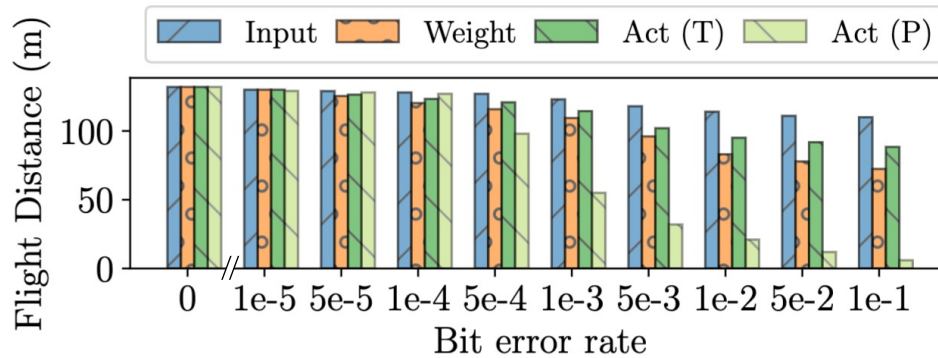 Input Weight Act (T) Act (P)
Flight Distance (m)
100
50
0
0 // 1e-5 5e-5 1e-4 5e-4 1e-3 5e-3 1e-2 5e-2 1e-1
Bit error rate